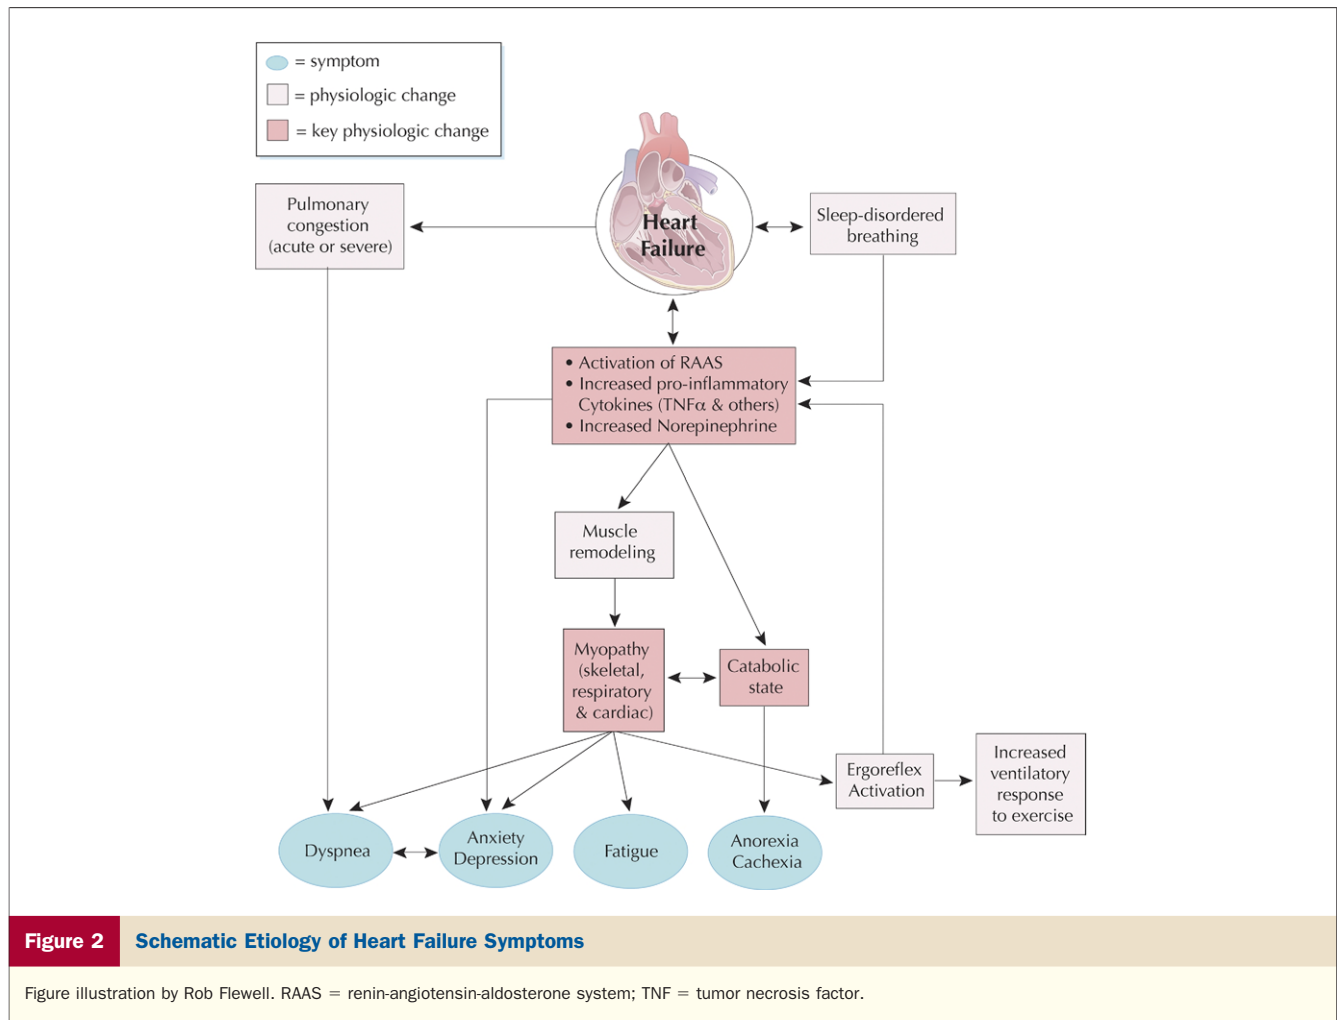 = symptom
= physiologic change
= key physiologic change
Pulmonary
congestion
(acute or severe)
Heart
Failure
Sleep-disordered
breathing
• Activation of RAAS
• Increased pro-inflammatory
Cytokines (TNFα & others)
• Increased Norepinephrine
Muscle
remodeling
Myopathy
(skeletal,
respiratory
& cardiac)
Catabolic
state
Ergoreflex
Activation
Increased
ventilatory
response
to exercise
Dyspnea
Anxiety
Depression
Fatigue
Anorexia
Cachexia
Figure 2 Schematic Etiology of Heart Failure Symptoms
Figure illustration by Rob Flewell. RAAS = renin-angiotensin-aldosterone system; TNF = tumor necrosis factor.